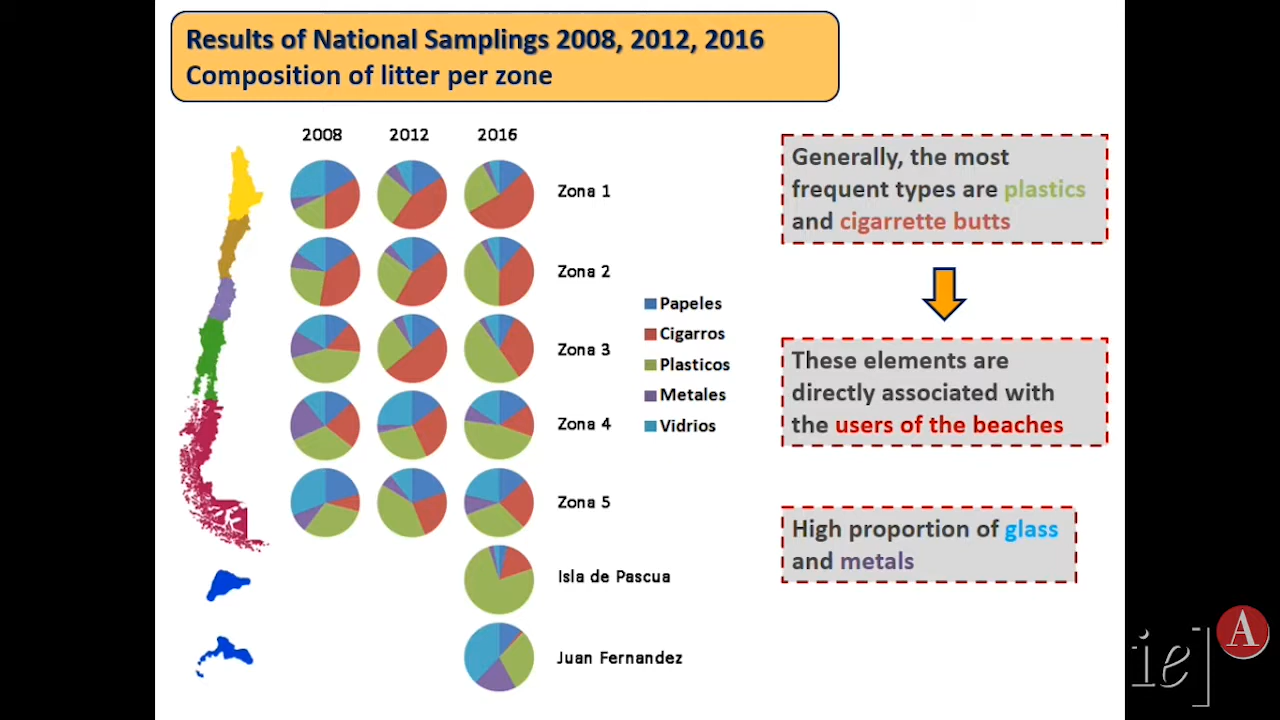 Results of National Samplings 2008, 2012, 2016
Composition of litter per zone
2008 2012 2016
Zona 1
Zona 2
Zona 3
Zona 4
Zona 5
Isla de Pascua
Juan Fernandez
Papeles
Cigarros
Plasticos
Metales
Vidrios
Generally, the most
frequent types are plastics
and cigarrette butts
These elements are
directly associated with
the users of the beaches
High proportion of glass
and metals
ie]
A